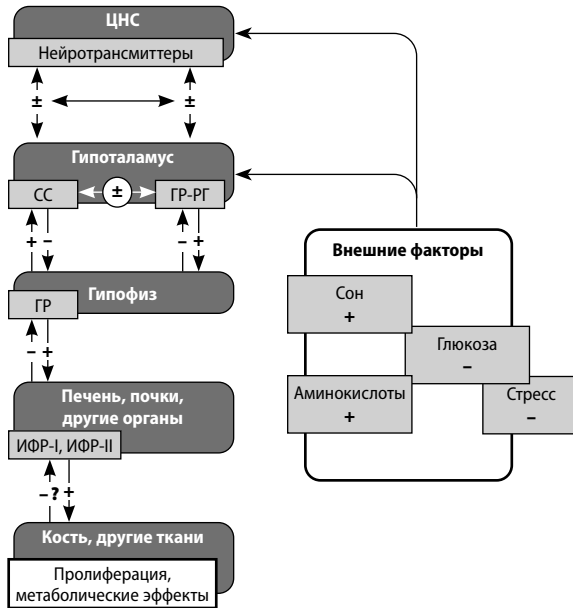 ЦНС
Нейротрансмиттеры
± ±
Гипоталамус
СС ± ГР-РГ
+ − − +
Гипофиз
ГР
− +
Печень, почки,
другие органы
ИФР-I, ИФР-II
−? +
Кость, другие ткани
Пролиферация,
метаболические эффекты
Внешние факторы
Сон
+
Глюкоза
−
Аминокислоты
+
Стресс
−